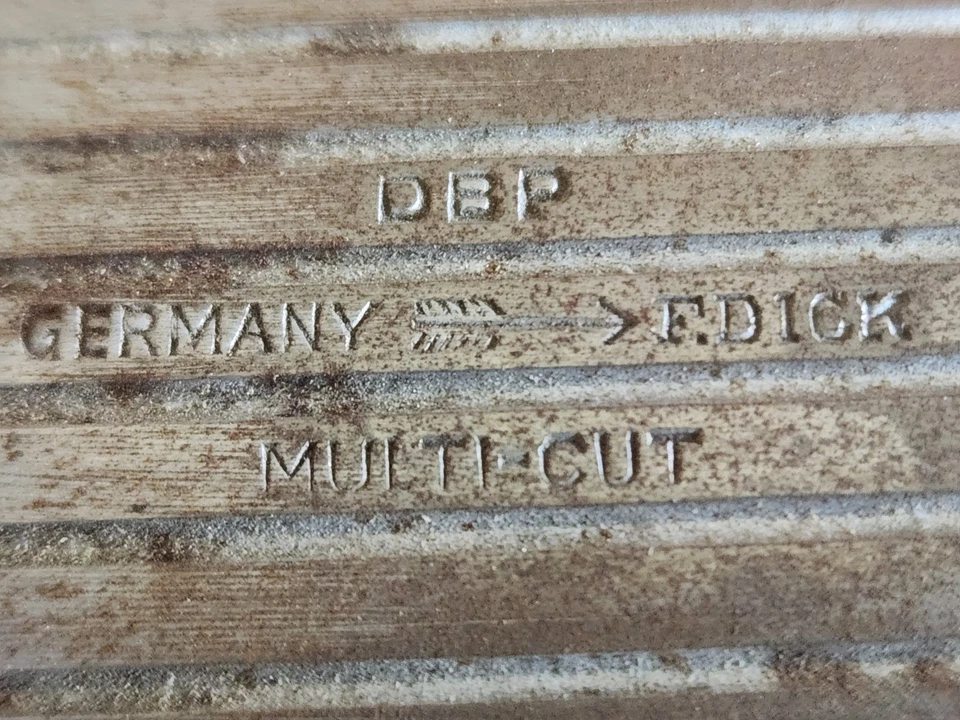 DBP
GERMANY F.DICK
MULTI-CUT